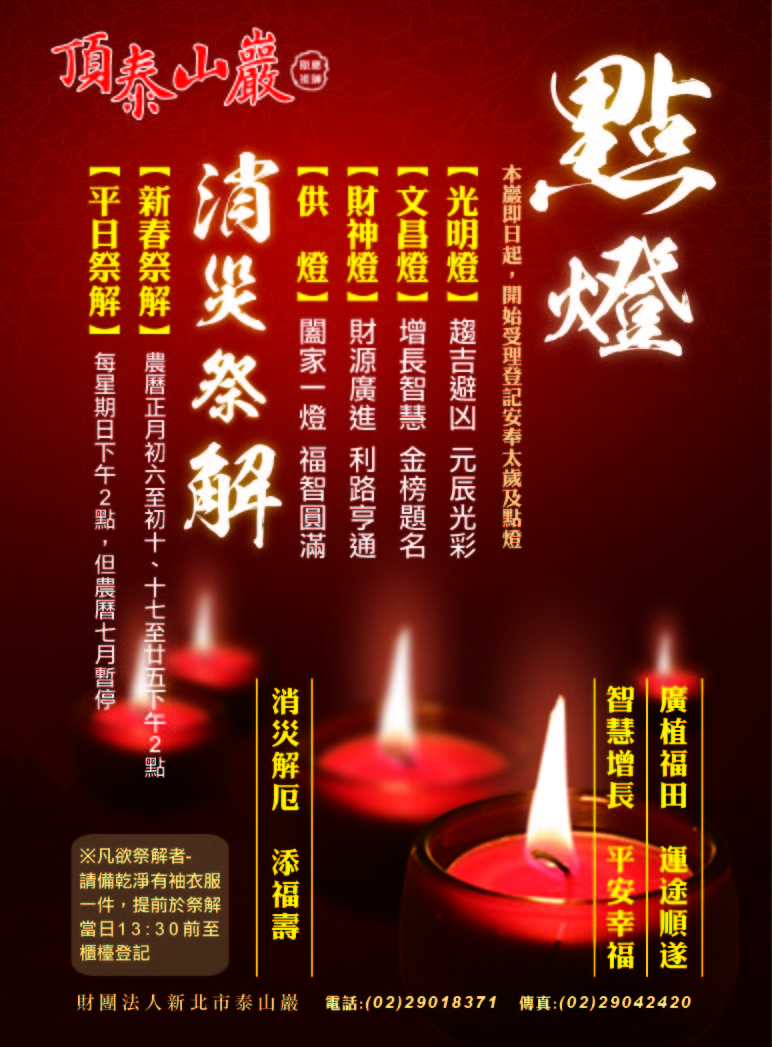 頂泰山巖
顯應祖師
點燈
本巖即日起，開始受理登記安奉太歲及點燈
【光明燈】趨吉避凶 元辰光彩
【文昌燈】增長智慧 金榜題名
【財神燈】財源廣進 利路亨通
【供 燈】闔家一燈 福智圓滿
消災祭解
【新春祭解】農曆正月初六至初十、十七至廿五下午2點
【平日祭解】每星期日下午2點，但農曆七月暫停
廣植福田 運途順遂
智慧增長 平安幸福
消災解厄 添福壽
※凡欲祭解者-
請備乾淨有袖衣服
一件，提前於祭解
當日13:30前至
櫃檯登記
財團法人新北市泰山巖 電話:(02)29018371 傳真:(02)29042420